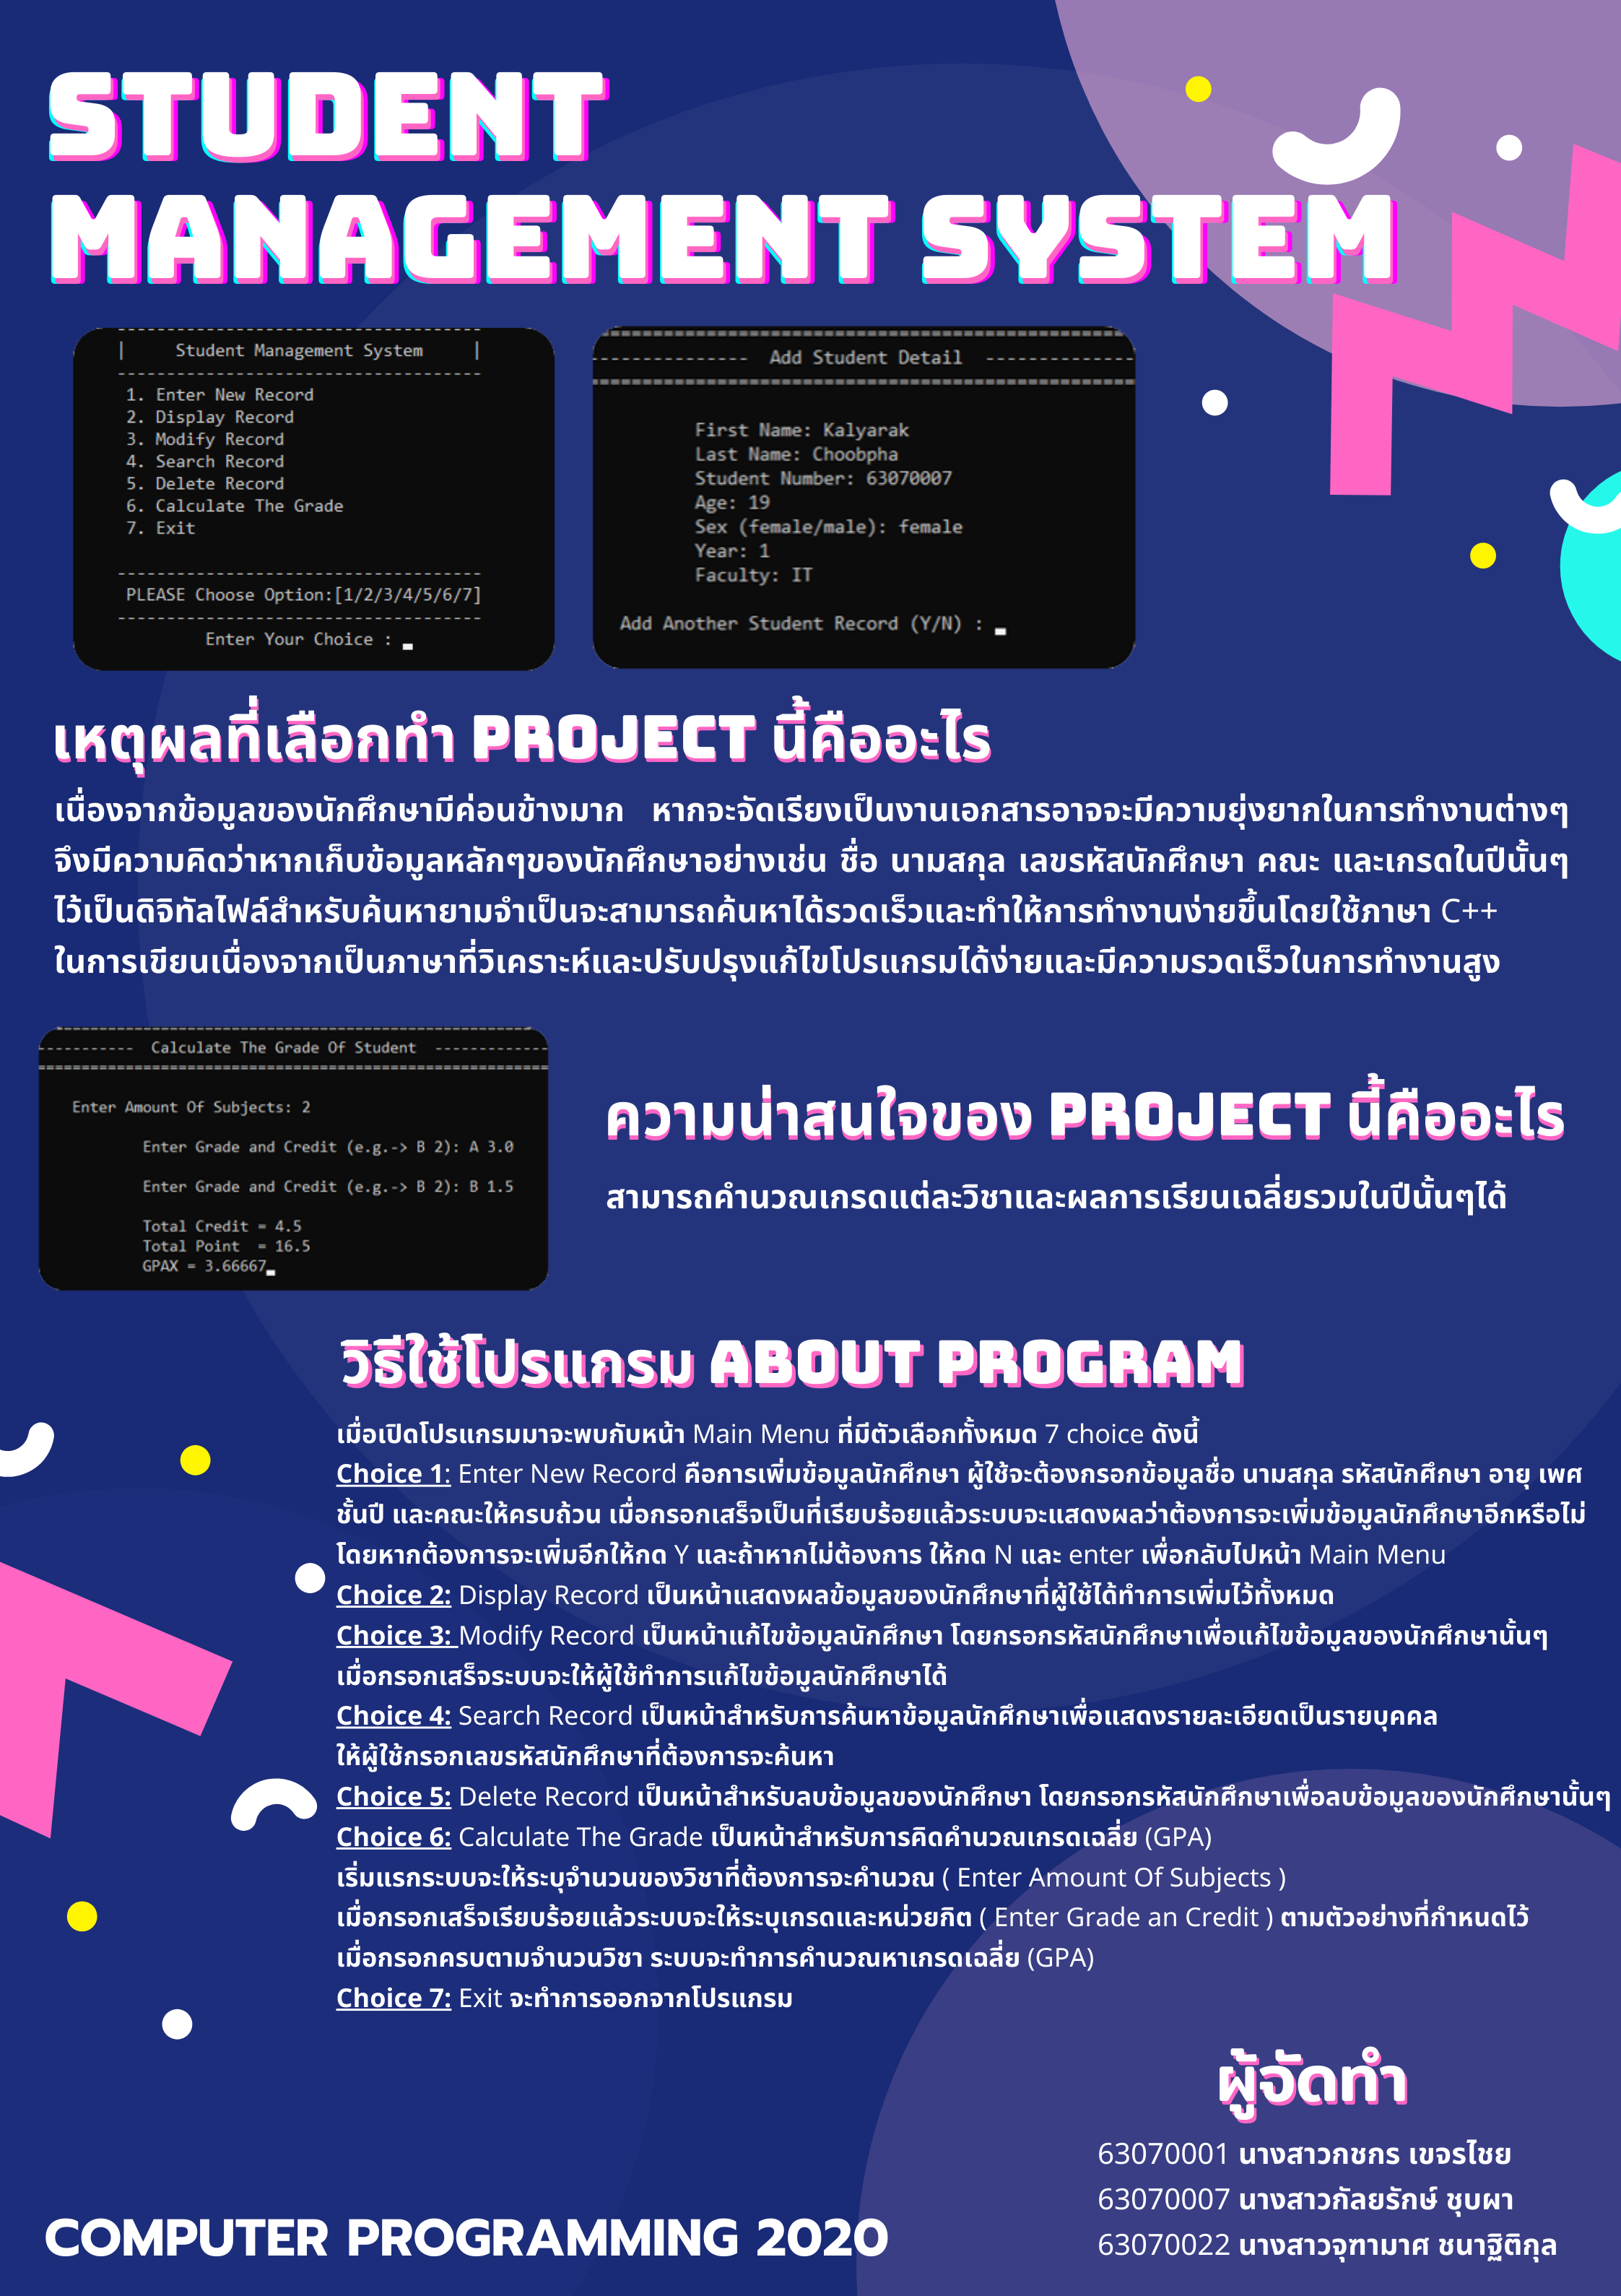 STUDENT
MANAGEMENT SYSTEM
-------------------------------------
|     Student Management System     |
-------------------------------------
1. Enter New Record
2. Display Record
3. Modify Record
4. Search Record
5. Delete Record
6. Calculate The Grade
7. Exit
-------------------------------------
PLEASE Choose Option:[1/2/3/4/5/6/7]
-------------------------------------
Enter Your Choice :
--------------- Add Student Detail --------------
First Name: Kalyarak
Last Name: Choobpha
Student Number: 63070007
Age: 19
Sex (female/male): female
Year: 1
Faculty: IT
Add Another Student Record (Y/N) :
เหตุผลที่เลือกทำ PROJECT นี้คืออะไร
เนื่องจากข้อมูลของนักศึกษามีค่อนข้างมาก หากจะจัดเรียงเป็นงานเอกสารอาจจะมีความยุ่งยากในการทำงานต่างๆ
จึงมีความคิดว่าหากเก็บข้อมูลหลักๆของนักศึกษาอย่างเช่น ชื่อ นามสกุล เลขรหัสนักศึกษา คณะ และเกรดในปีนั้นๆ
ไว้เป็นดิจิทัลไฟล์สำหรับค้นหายามจำเป็นจะสามารถค้นหาได้รวดเร็วและทำให้การทำงานง่ายขึ้นโดยใช้ภาษา C++
ในการเขียนเนื่องจากเป็นภาษาที่วิเคราะห์และปรับปรุงแก้ไขโปรแกรมได้ง่ายและมีความรวดเร็วในการทำงานสูง
----------- Calculate The Grade Of Student -------------
Enter Amount Of Subjects: 2
Enter Grade and Credit (e.g.-> B 2): A 3.0
Enter Grade and Credit (e.g.-> B 2): B 1.5
Total Credit = 4.5
Total Point  = 16.5
GPAX = 3.66667
ความน่าสนใจของ PROJECT นี้คืออะไร
สามารถคำนวณเกรดแต่ละวิชาและผลการเรียนเฉลี่ยรวมในปีนั้นๆได้
วิธีใช้โปรแกรม ABOUT PROGRAM
เมื่อเปิดโปรแกรมมาจะพบกับหน้า Main Menu ที่มีตัวเลือกทั้งหมด 7 choice ดังนี้
Choice 1: Enter New Record คือการเพิ่มข้อมูลนักศึกษา ผู้ใช้จะต้องกรอกข้อมูลชื่อ นามสกุล รหัสนักศึกษา อายุ เพศ
ชั้นปี และคณะให้ครบถ้วน เมื่อกรอกเสร็จเป็นที่เรียบร้อยแล้วระบบจะแสดงผลว่าต้องการจะเพิ่มข้อมูลนักศึกษาอีกหรือไม่
โดยหากต้องการจะเพิ่มอีกให้กด Y และถ้าหากไม่ต้องการ ให้กด N และ enter เพื่อกลับไปหน้า Main Menu
Choice 2: Display Record เป็นหน้าแสดงผลข้อมูลของนักศึกษาที่ผู้ใช้ได้ทำการเพิ่มไว้ทั้งหมด
Choice 3: Modify Record เป็นหน้าแก้ไขข้อมูลนักศึกษา โดยกรอกรหัสนักศึกษาเพื่อแก้ไขข้อมูลของนักศึกษานั้นๆ
เมื่อกรอกเสร็จระบบจะให้ผู้ใช้ทำการแก้ไขข้อมูลนักศึกษาได้
Choice 4: Search Record เป็นหน้าสำหรับการค้นหาข้อมูลนักศึกษาเพื่อแสดงรายละเอียดเป็นรายบุคคล
ให้ผู้ใช้กรอกเลขรหัสนักศึกษาที่ต้องการจะค้นหา
Choice 5: Delete Record เป็นหน้าสำหรับลบข้อมูลของนักศึกษา โดยกรอกรหัสนักศึกษาเพื่อลบข้อมูลของนักศึกษานั้นๆ
Choice 6: Calculate The Grade เป็นหน้าสำหรับการคิดคำนวณเกรดเฉลี่ย (GPA)
เริ่มแรกระบบจะให้ระบุจำนวนของวิชาที่ต้องการจะคำนวณ ( Enter Amount Of Subjects )
เมื่อกรอกเสร็จเรียบร้อยแล้วระบบจะให้ระบุเกรดและหน่วยกิต ( Enter Grade an Credit ) ตามตัวอย่างที่กำหนดไว้
เมื่อกรอกครบตามจำนวนวิชา ระบบจะทำการคำนวณหาเกรดเฉลี่ย (GPA)
Choice 7: Exit จะทำการออกจากโปรแกรม
ผู้จัดทำ
63070001 นางสาวกชกร เขจรไชย
63070007 นางสาวกัลยรักษ์ ชุบผา
63070022 นางสาวจุฑามาศ ชนาฐิติกุล
COMPUTER PROGRAMMING 2020